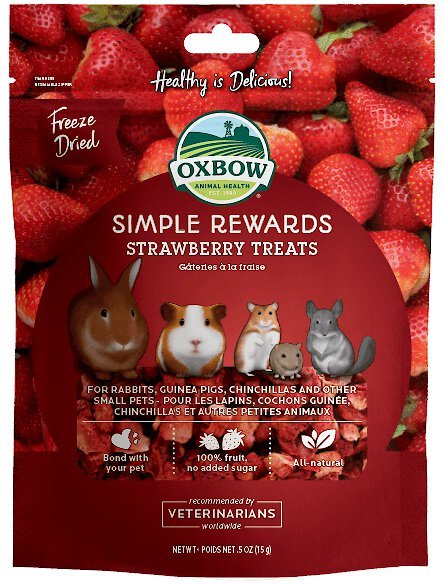 Healthy is Delicious!
Freeze
Dried
OXBOW
ANIMAL HEALTH
EST. 1980
SIMPLE REWARDS
STRAWBERRY TREATS
Gâteries à la fraise
FOR RABBITS, GUINEA PIGS, CHINCHILLAS AND OTHER
SMALL PETS - POUR LES LAPINS, COCHONS GUINÉE,
CHINCHILLAS ET AUTRES PETITES ANIMAUX
Bond with
your pet
100% fruit,
no added sugar
All-natural
recommended by
VETERINARIANS
worldwide
NET WT • POIDS NET .5 OZ (15 g)